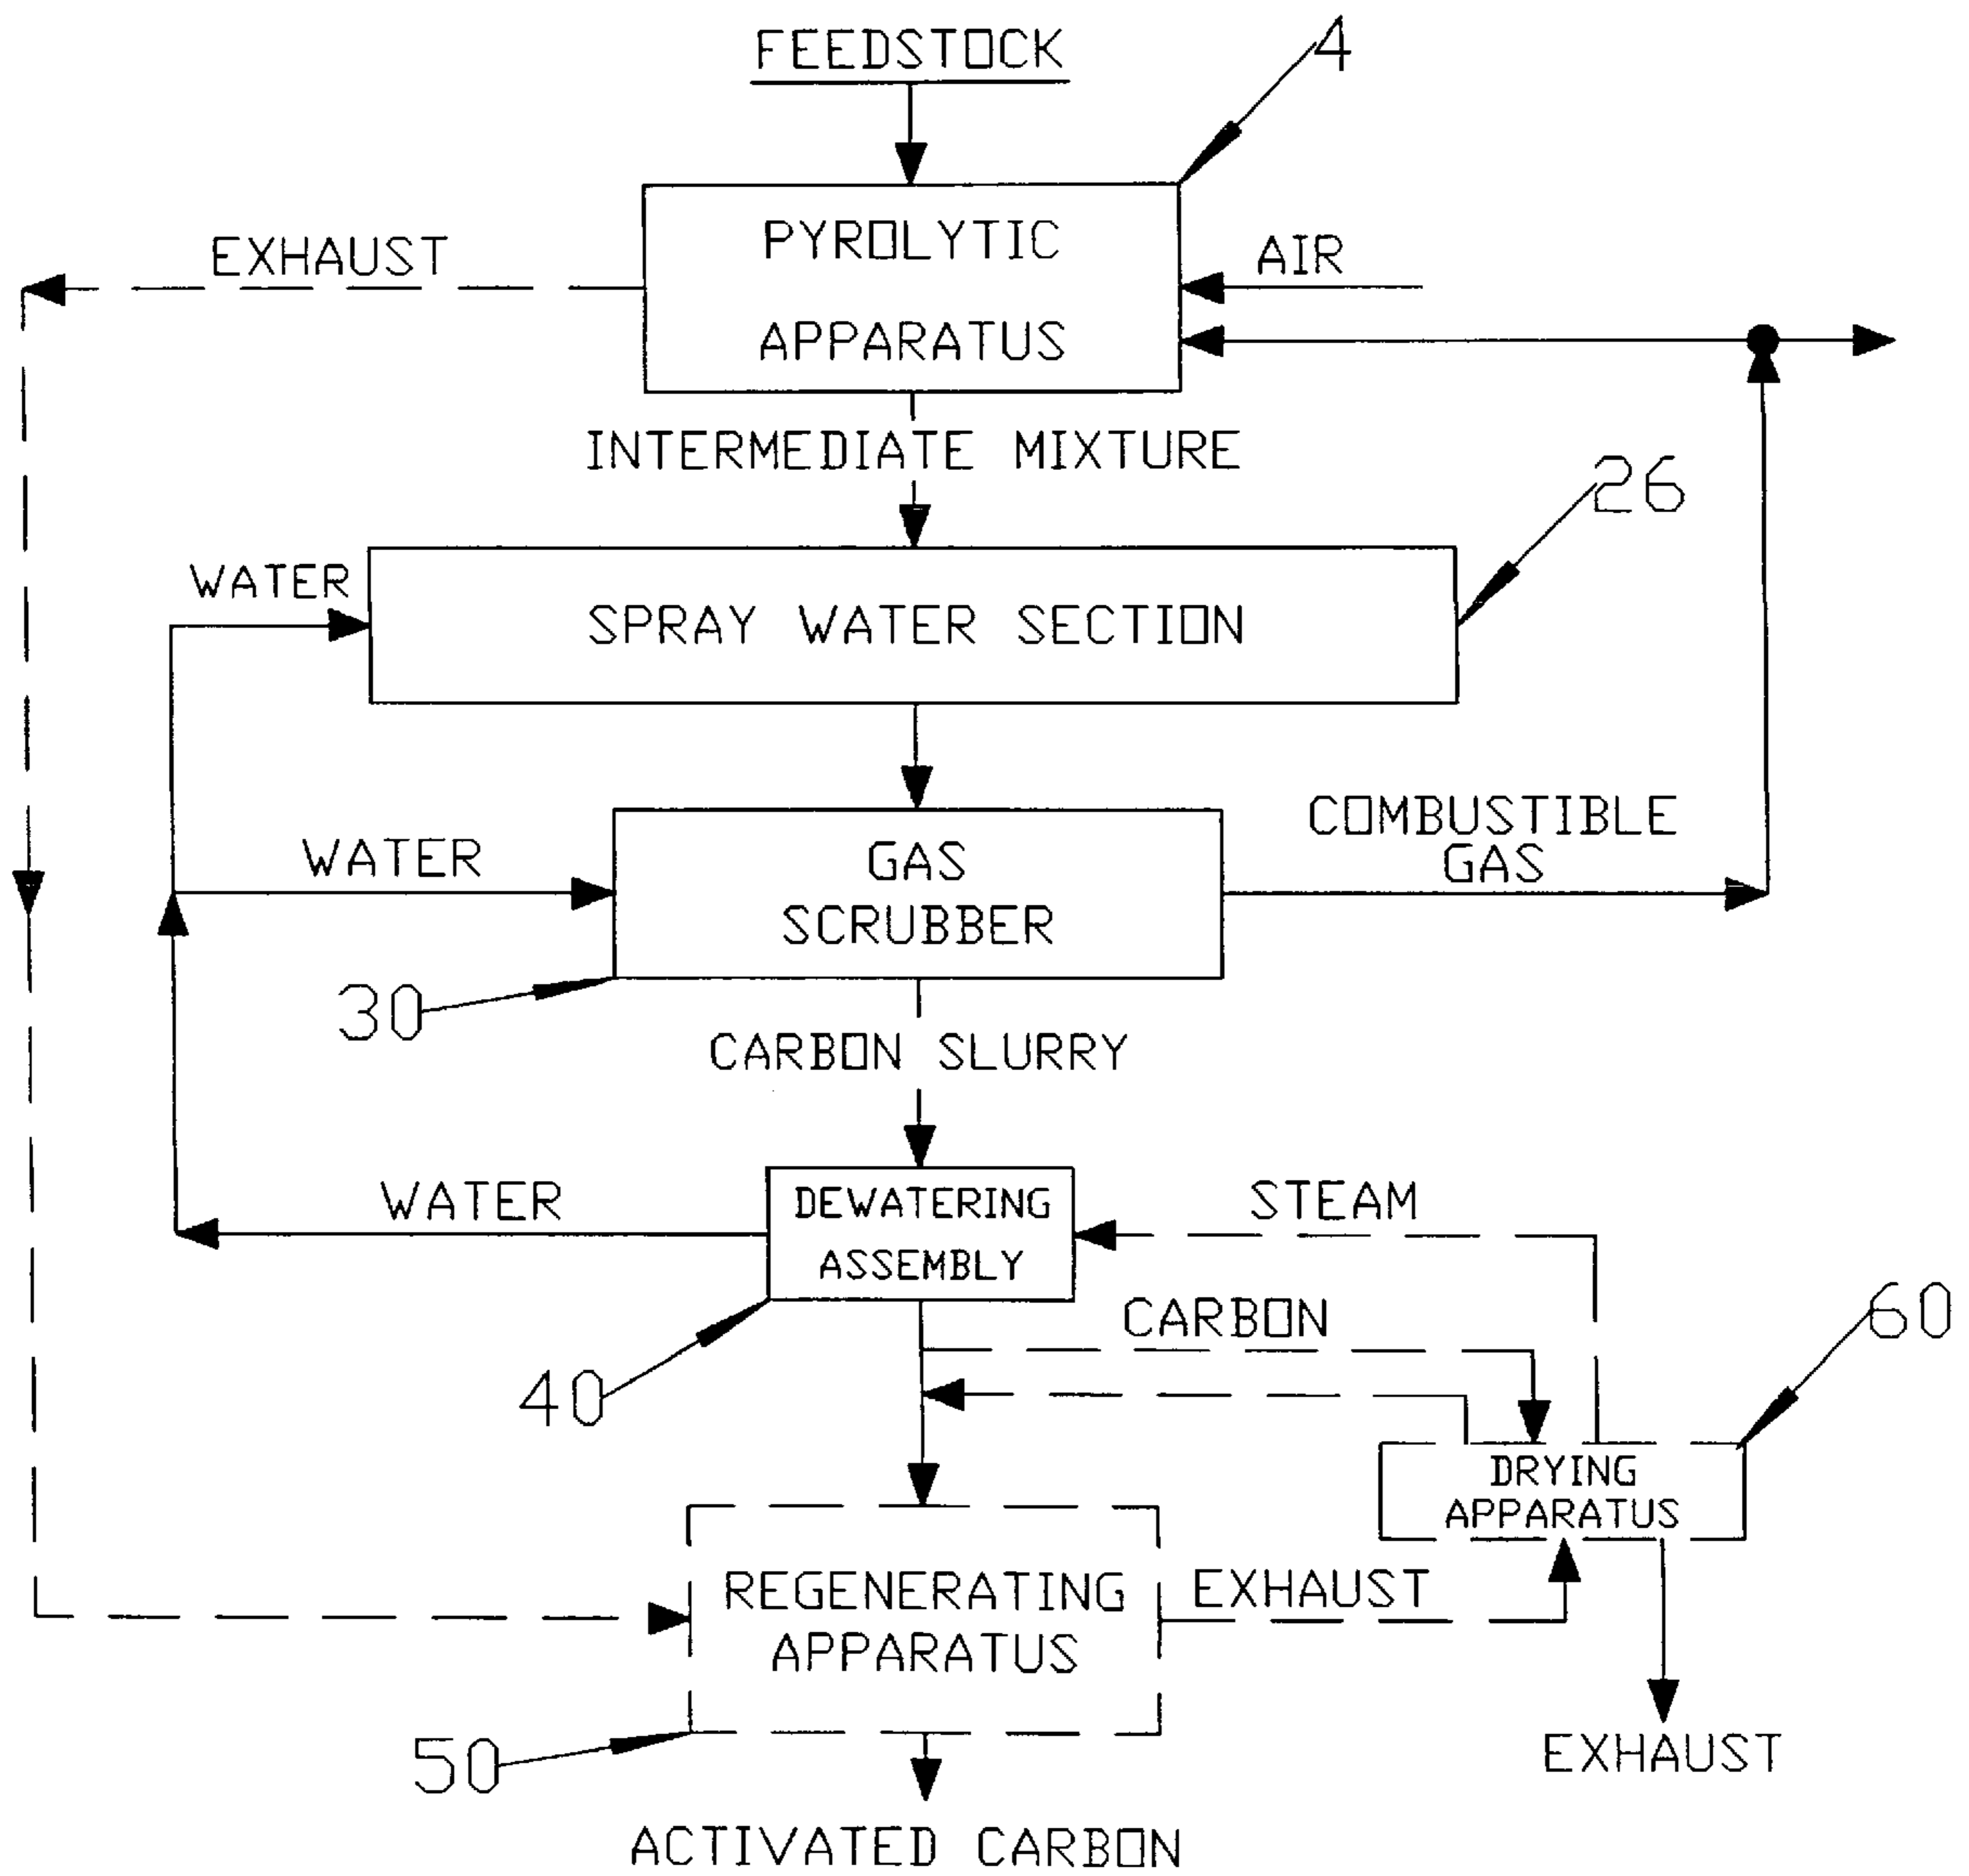 FEEDSTOCK
4
PYROLYTIC
APPARATUS
EXHAUST
AIR
INTERMEDIATE MIXTURE
26
WATER
SPRAY WATER SECTION
COMBUSTIBLE
GAS
WATER
GAS
SCRUBBER
30
CARBON SLURRY
WATER
DEWATERING
ASSEMBLY
STEAM
CARBON
60
40
DRYING
APPARATUS
REGENERATING
APPARATUS
EXHAUST
50
EXHAUST
ACTIVATED CARBON